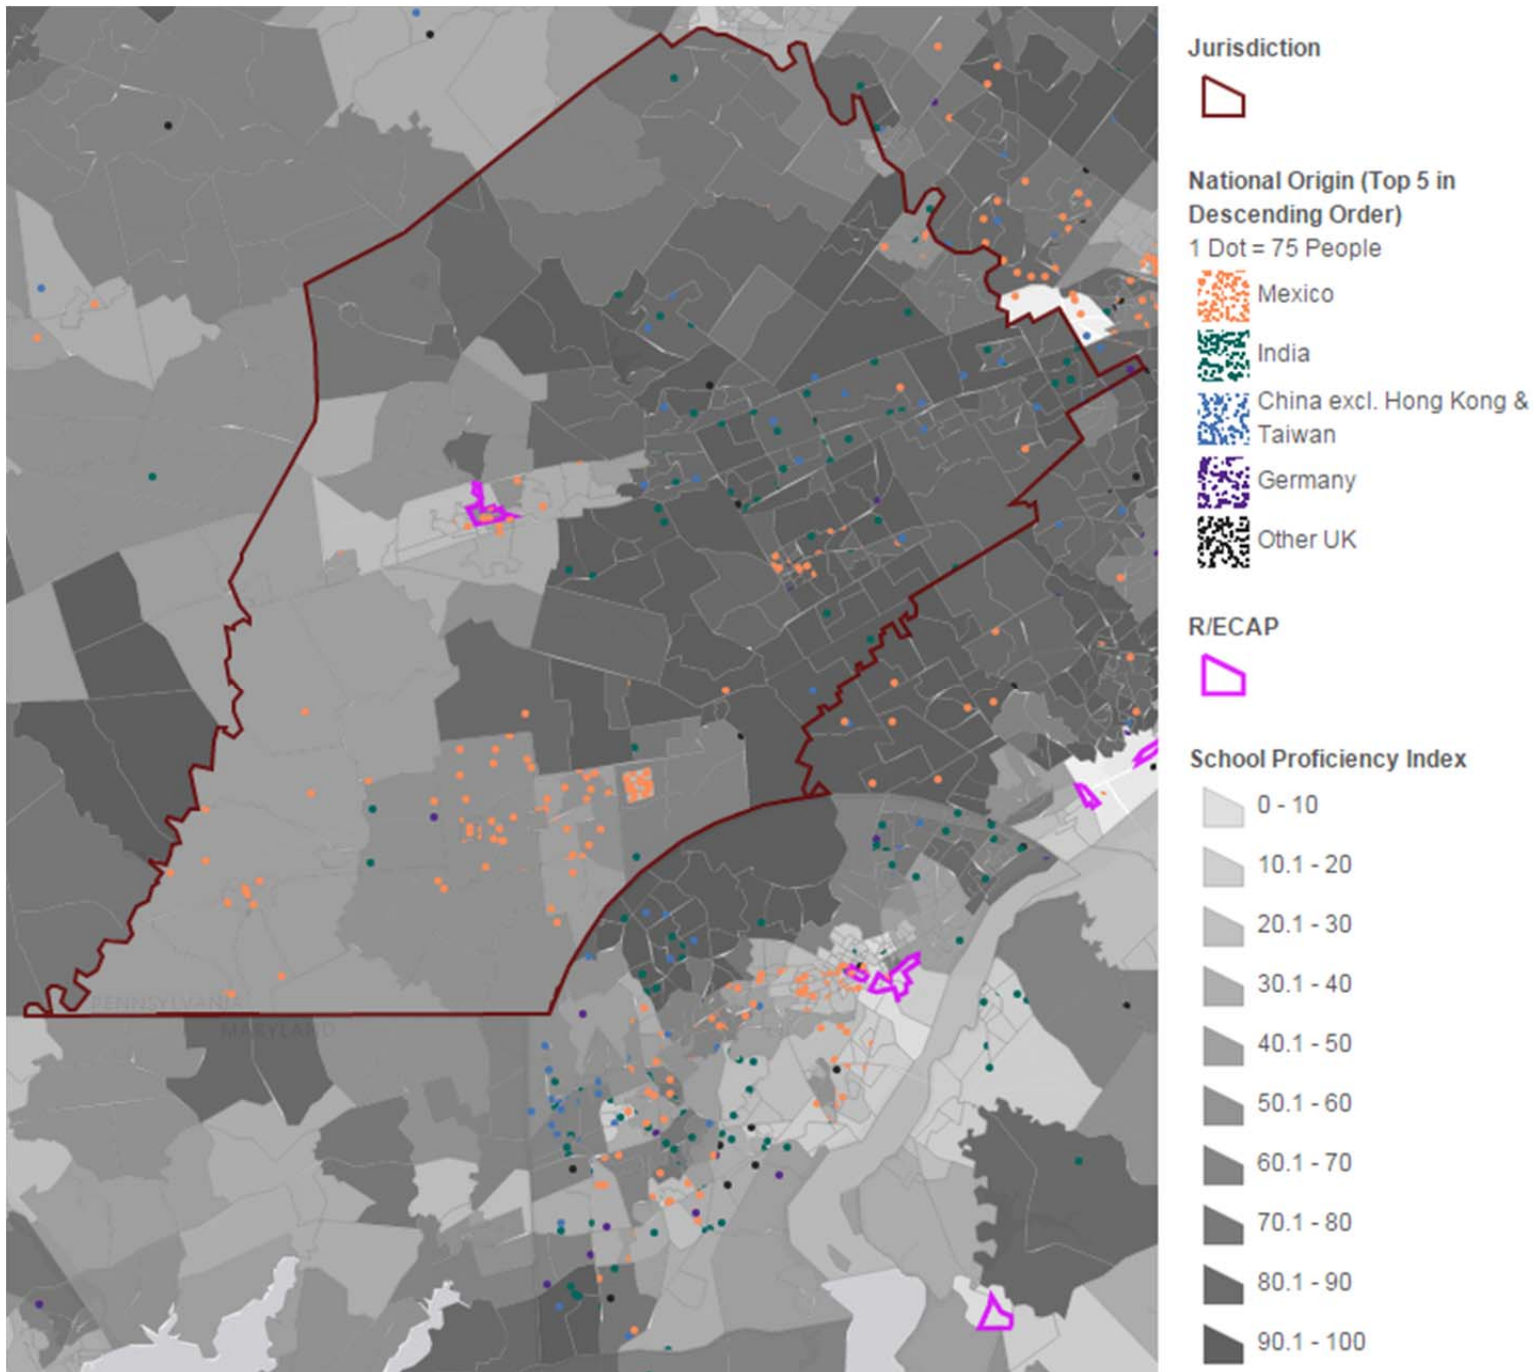 Jurisdiction
National Origin (Top 5 in
Descending Order)
1 Dot = 75 People
Mexico
India
China excl. Hong Kong &
Taiwan
Germany
Other UK
R/ECAP
School Proficiency Index
0 - 10
10.1 - 20
20.1 - 30
30.1 - 40
40.1 - 50
50.1 - 60
60.1 - 70
70.1 - 80
80.1 - 90
90.1 - 100
PENNSYLVANIA
MARYLAND